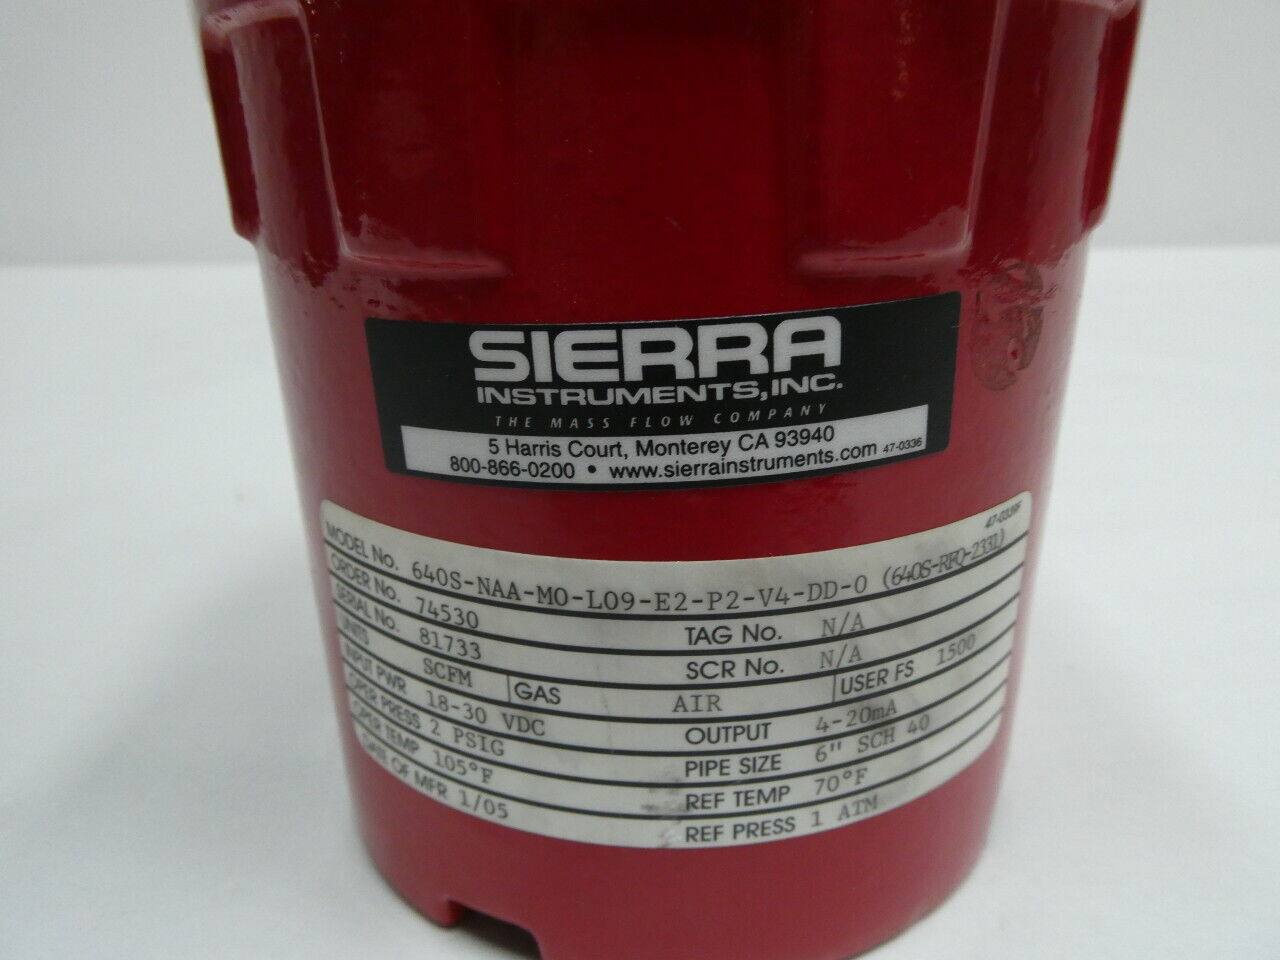 SIERRA
INSTRUMENTS, INC.
THE MASS FLOW COMPANY
5 Harris Court, Monterey CA 93940
800-866-0200 • www.sierrainstruments.com 47-0336
47-0339F
MODEL No. 640S-NAA-M0-L09-E2-P2-V4-DD-0 (640S-RFQ-2331)
ORDER No. 74530 TAG No. N/A
SERIAL No. 81733 SCR No. N/A
UNITS SCFM GAS AIR USER FS 1500
INPUT PWR 18-30 VDC OUTPUT 4-20mA
OPER PRESS 2 PSIG PIPE SIZE 6" SCH 40
OPER TEMP 105°F REF TEMP 70°F
DATE OF MFR 1/05 REF PRESS 1 ATM